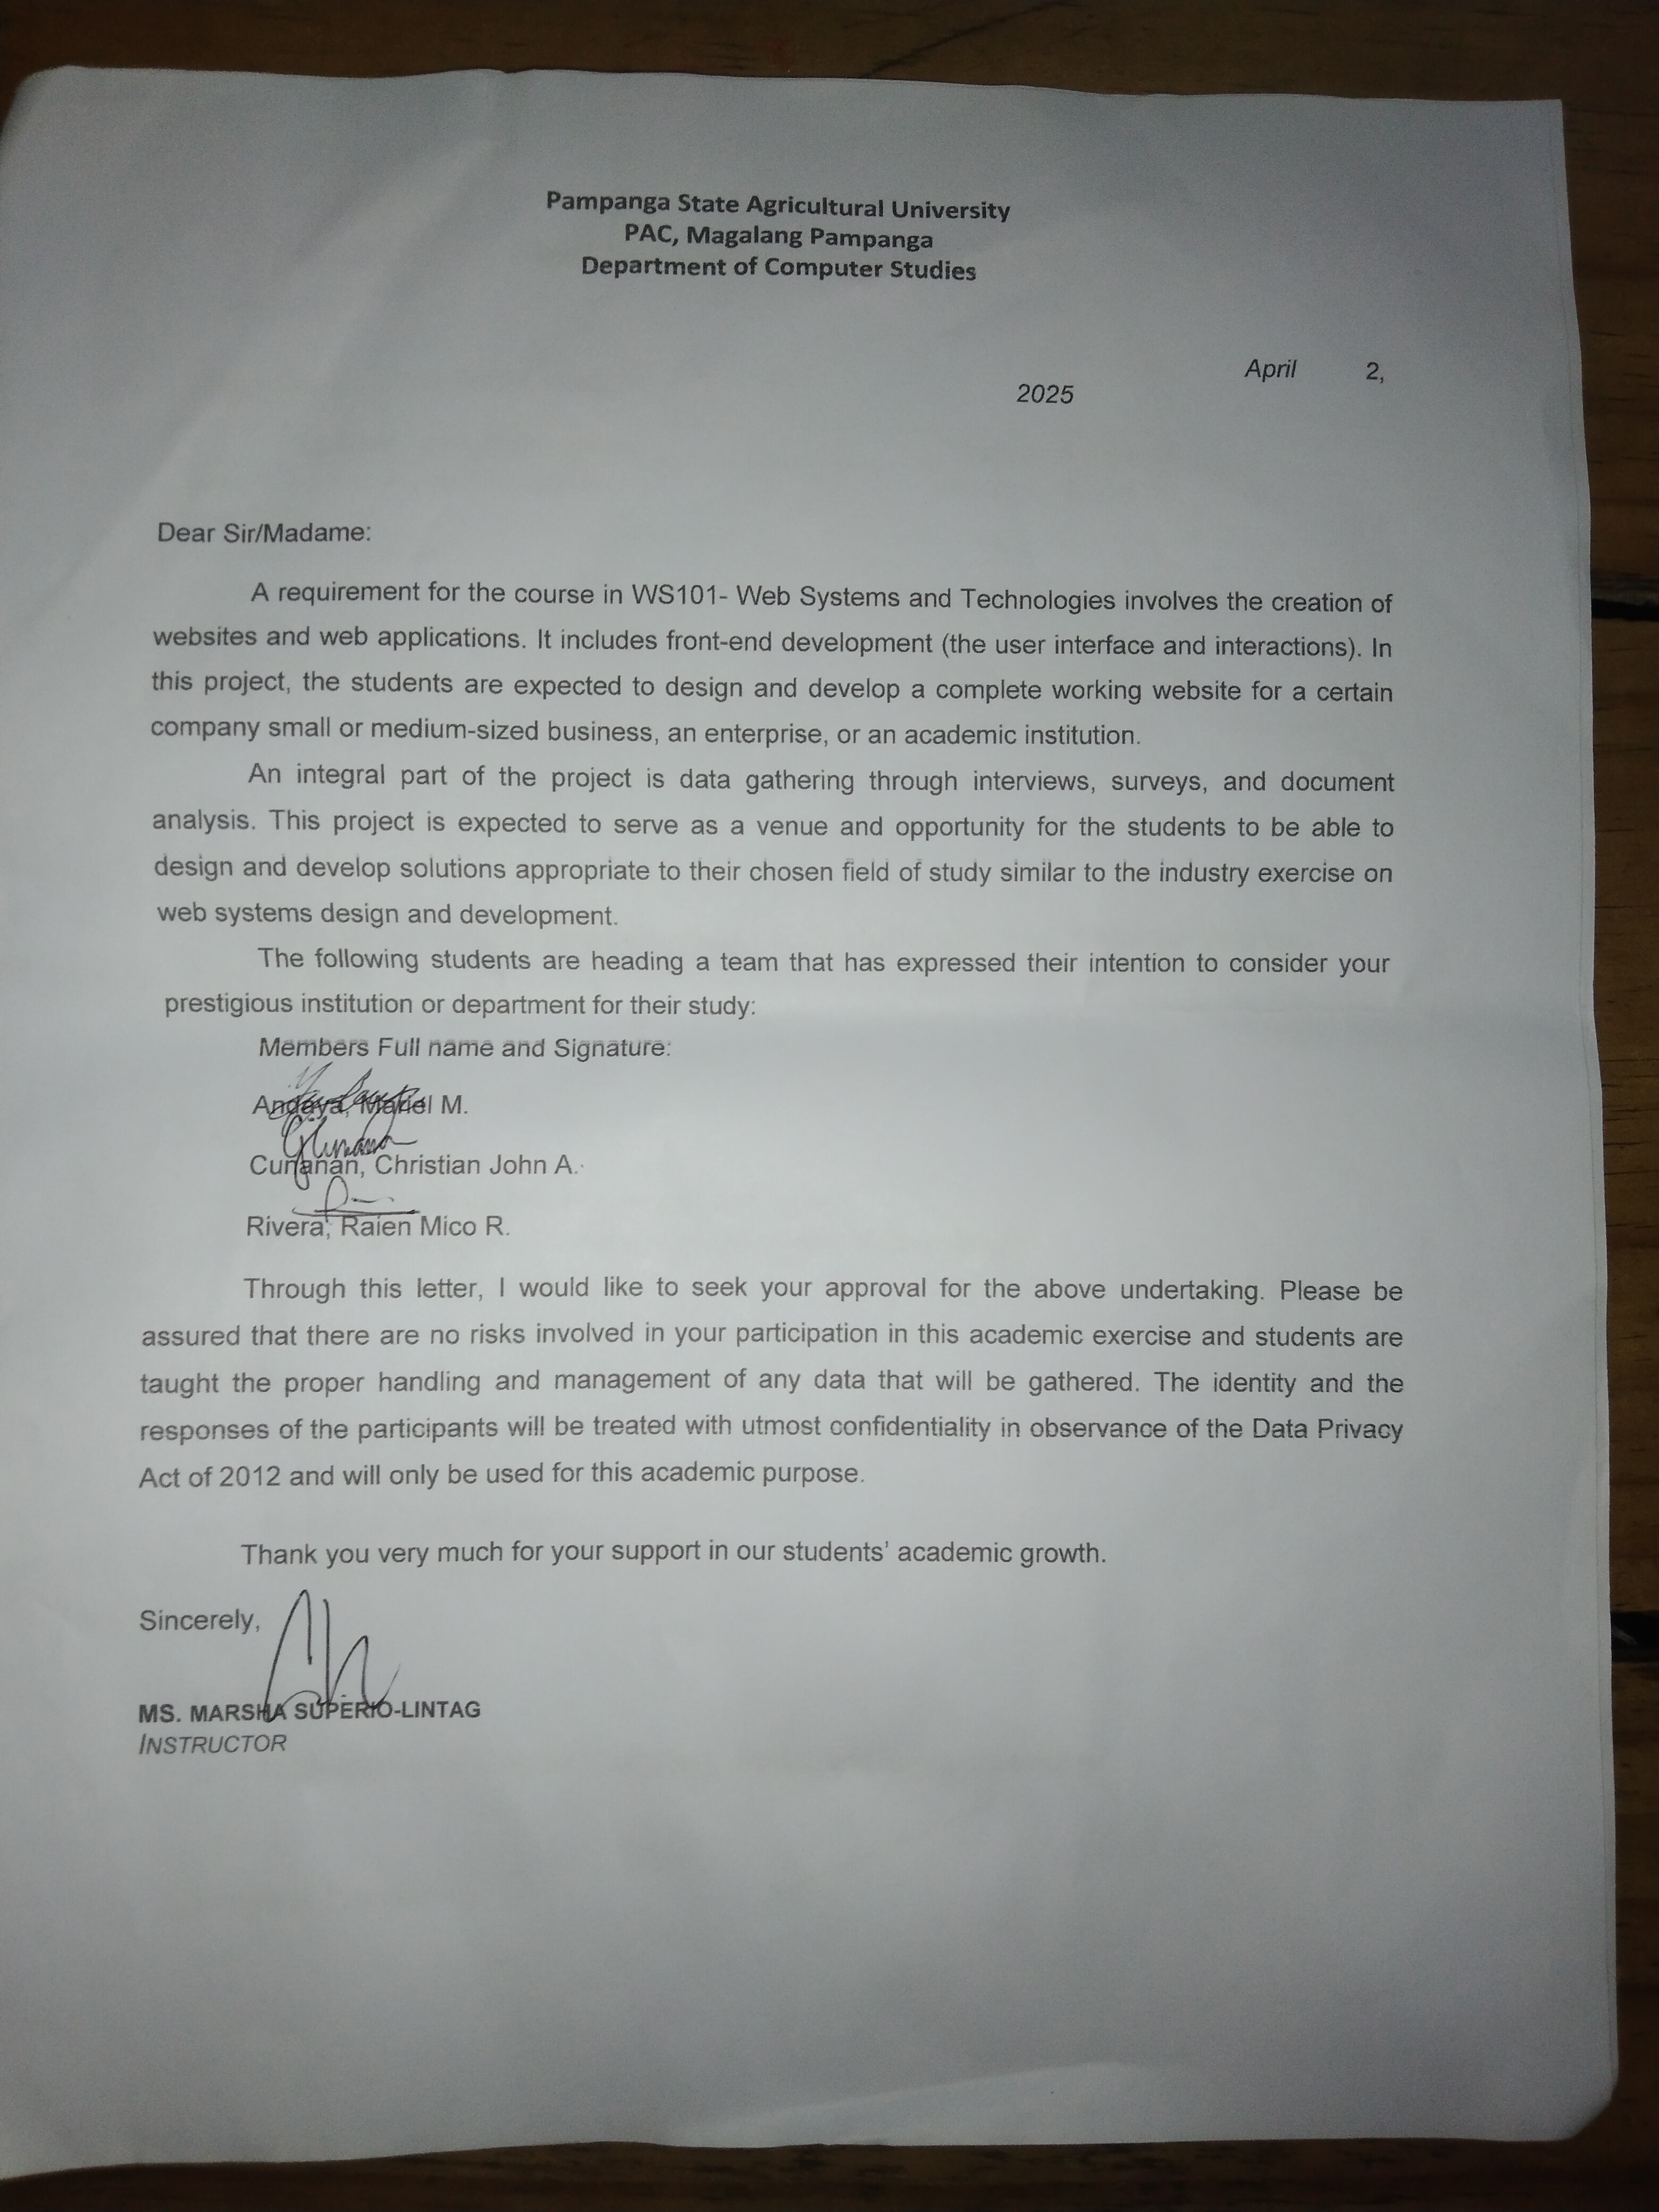 Pampanga State Agricultural University
PAC, Magalang Pampanga
Department of Computer Studies
April 2,
2025
Dear Sir/Madame:
A requirement for the course in WS101- Web Systems and Technologies involves the creation of
websites and web applications. It includes front-end development (the user interface and interactions). In
this project, the students are expected to design and develop a complete working website for a certain
company small or medium-sized business, an enterprise, or an academic institution.
An integral part of the project is data gathering through interviews, surveys, and document
analysis. This project is expected to serve as a venue and opportunity for the students to be able to
design and develop solutions appropriate to their chosen field of study similar to the industry exercise on
web systems design and development.
The following students are heading a team that has expressed their intention to consider your
prestigious institution or department for their study:
Members Full name and Signature:
Andaya, Mariel M.
Cunanan, Christian John A.
Rivera, Raien Mico R.
Through this letter, I would like to seek your approval for the above undertaking. Please be
assured that there are no risks involved in your participation in this academic exercise and students are
taught the proper handling and management of any data that will be gathered. The identity and the
responses of the participants will be treated with utmost confidentiality in observance of the Data Privacy
Act of 2012 and will only be used for this academic purpose.
Thank you very much for your support in our students' academic growth.
Sincerely,
MS. MARSHA SUPERIO-LINTAG
INSTRUCTOR